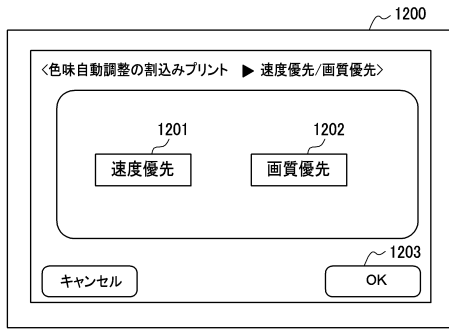 1200
<色味自動調整の割込みプリント ▶ 速度優先/画質優先>
1201 1202
速度優先 画質優先
1203
キャンセル OK